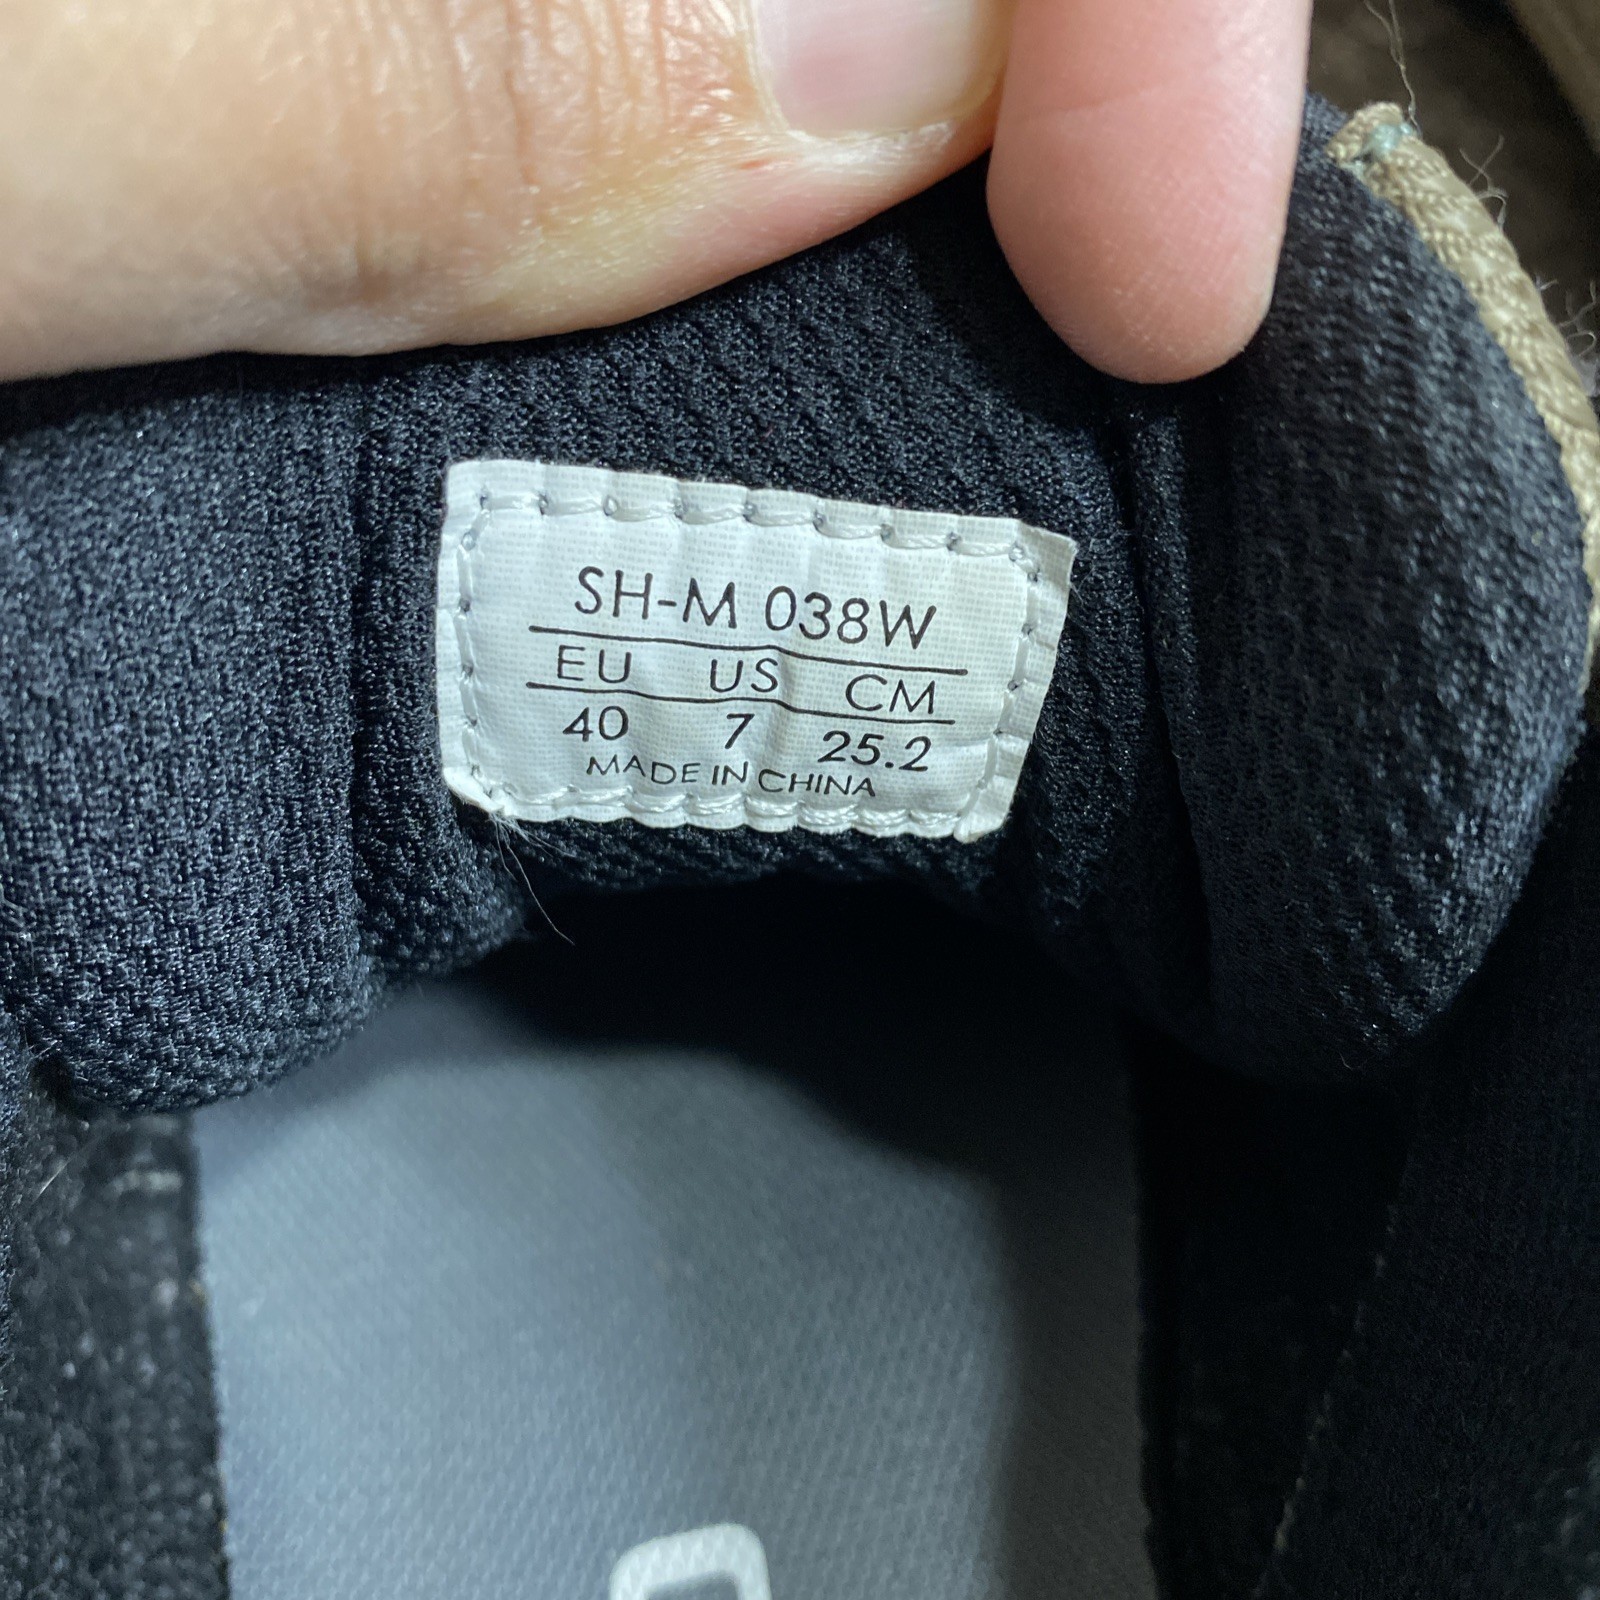 SH-M 038W
EU US CM
40 7 25.2
MADE IN CHINA